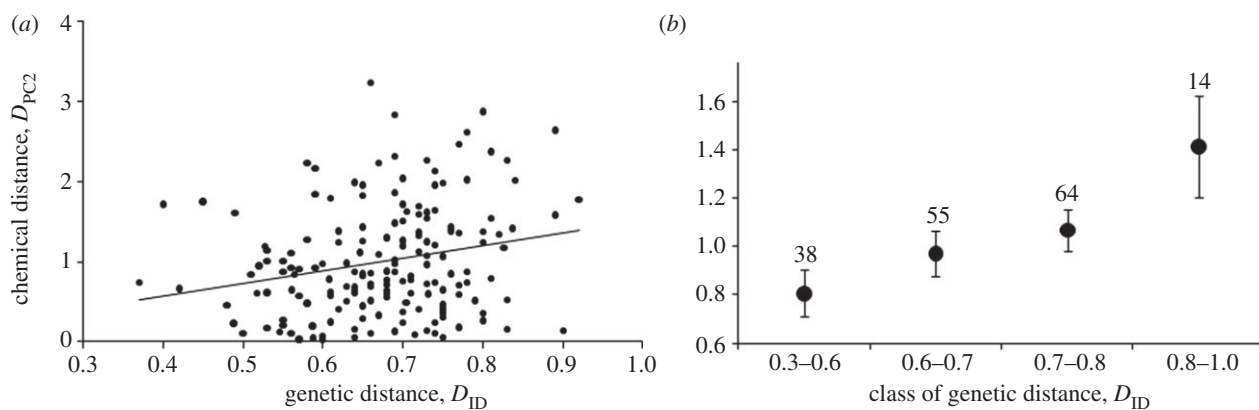 (a)
4
3
2
1
0
chemical distance, D_PC2
0.3 0.4 0.5 0.6 0.7 0.8 0.9 1.0
genetic distance, D_ID
(b)
1.6
1.4
1.2
1.0
0.8
0.6
38
55
64
14
0.3–0.6 0.6–0.7 0.7–0.8 0.8–1.0
class of genetic distance, D_ID